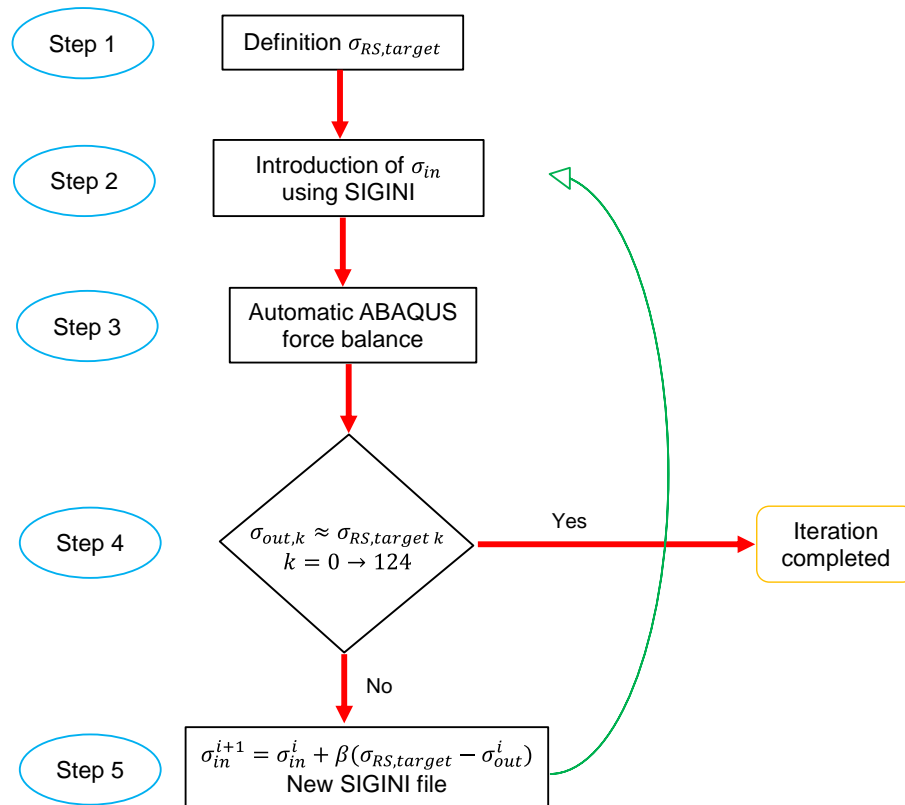 Step 1
Definition σ_{RS,target}
Step 2
Introduction of σ_{in}
using SIGINI
Step 3
Automatic ABAQUS
force balance
Step 4
σ_{out,k} ≈ σ_{RS,target k}
k = 0 → 124
Yes
Iteration
completed
No
Step 5
σ_{in}^{i+1} = σ_{in}^{i} + β(σ_{RS,target} − σ_{out}^{i})
New SIGINI file